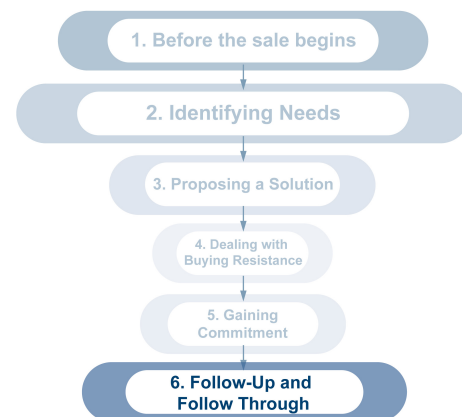 1. Before the sale begins
2. Identifying Needs
3. Proposing a Solution
4. Dealing with
Buying Resistance
5. Gaining
Commitment
6. Follow-Up and
Follow Through